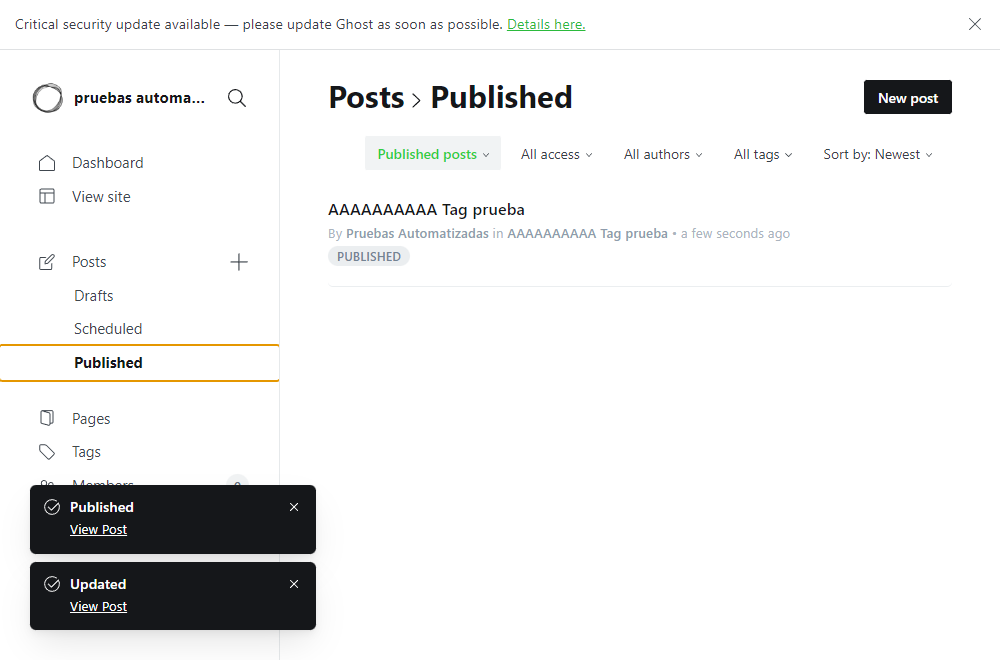 Critical security update available — please update Ghost as soon as possible. Details here.
pruebas automa...
Dashboard
View site
Posts
Drafts
Scheduled
Published
Pages
Tags
Members
Published
View Post
Updated
View Post
Posts > Published
New post
Published posts
All access
All authors
All tags
Sort by: Newest
AAAAAAAAAA Tag prueba
By Pruebas Automatizadas in AAAAAAAAAA Tag prueba • a few seconds ago
PUBLISHED